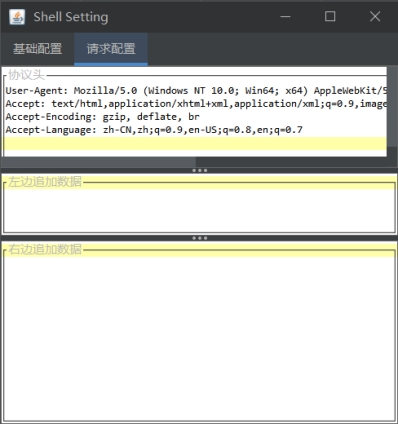 Shell Setting
基础配置 请求配置
协议头
User-Agent: Mozilla/5.0 (Windows NT 10.0; Win64; x64) AppleWebKit/5
Accept: text/html,application/xhtml+xml,application/xml;q=0.9,image
Accept-Encoding: gzip, deflate, br
Accept-Language: zh-CN,zh;q=0.9,en-US;q=0.8,en;q=0.7
左边追加数据
右边追加数据